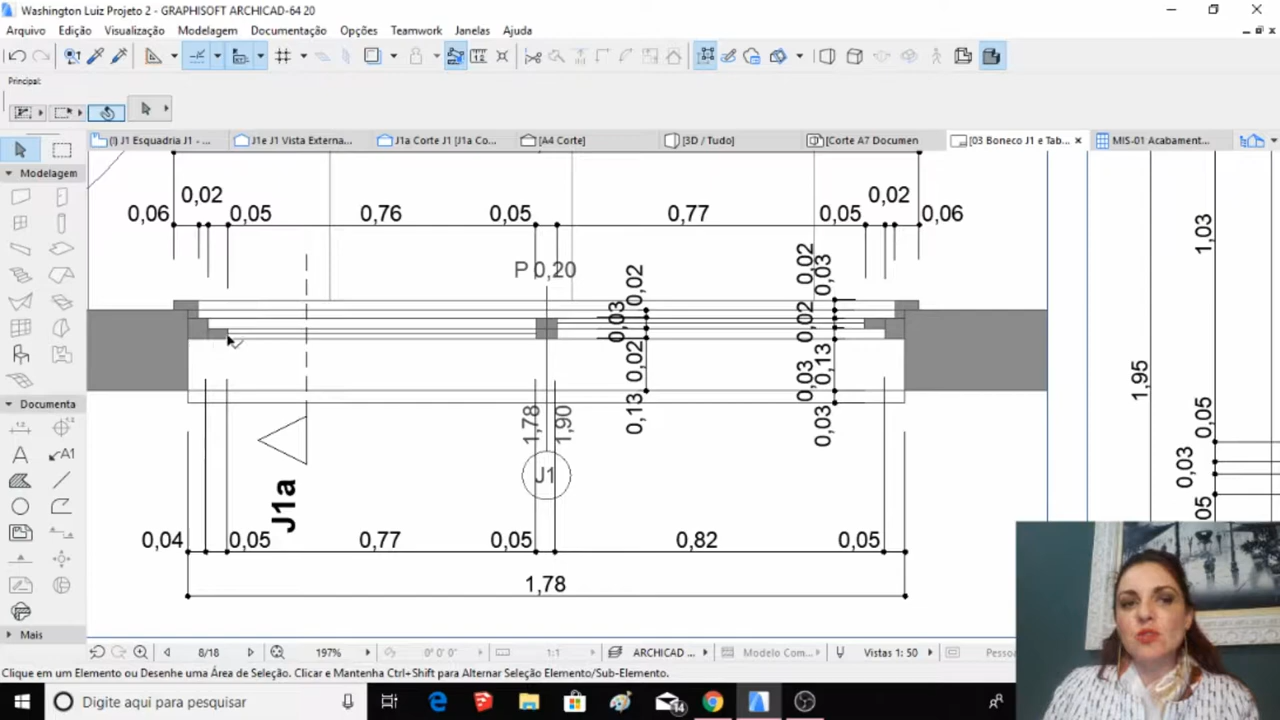 Washington Luiz Projeto 2 - GRAPHISOFT ARCHICAD-64 20
Arquivo Edição Visualização Modelagem Documentação Opções Teamwork Janelas Ajuda
Principal:
(!) J1 Esquadria J1 - ... J1e J1 Vista Externa... J1a Corte J1 [J1a Co... [A4 Corte] [3D / Tudo] [Corte A7 Documen [03 Boneco J1 e Tab... MIS-01 Acabament...
Modelagem
Documenta
A
A1
Mais
0,02 0,02
0,06 0,05 0,76 0,05 0,77 0,05 0,06
P 0,20
0,03
0,02
0,02
0,13
0,02
0,03
0,02
0,13
0,03
0,03
1,78
1,90
J1
J1a
0,04 0,05 0,77 0,05 0,82 0,05
1,78
1,03
1,95
0,05
0,03
05
8/18 197% 0° 0' 0" 1:1 ARCHICAD ... Modelo Com... Vistas 1: 50 Pesso
Clique em um Elemento ou Desenhe uma Área de Seleção. Clicar e Mantenha Ctrl+Shift para Alternar Seleção Elemento/Sub-Elemento.
Digite aqui para pesquisar
14